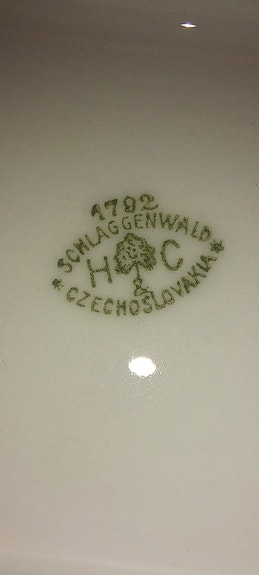 1792
SCHLAGGENWALD
H & C
CZECHOSLOVAKIA